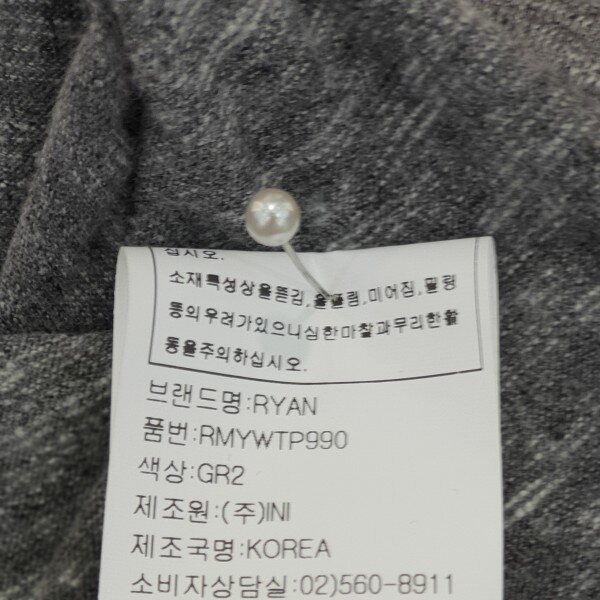 십시오.
소재특성상올뜯김,올풀림,미어짐,필링
등의우려가있으니심한마찰과무리한활
동을주의하십시오.
브랜드명:RYAN
품번:RMYWTP990
색상:GR2
제조원:(주)INI
제조국명:KOREA
소비자상담실:02)560-8911